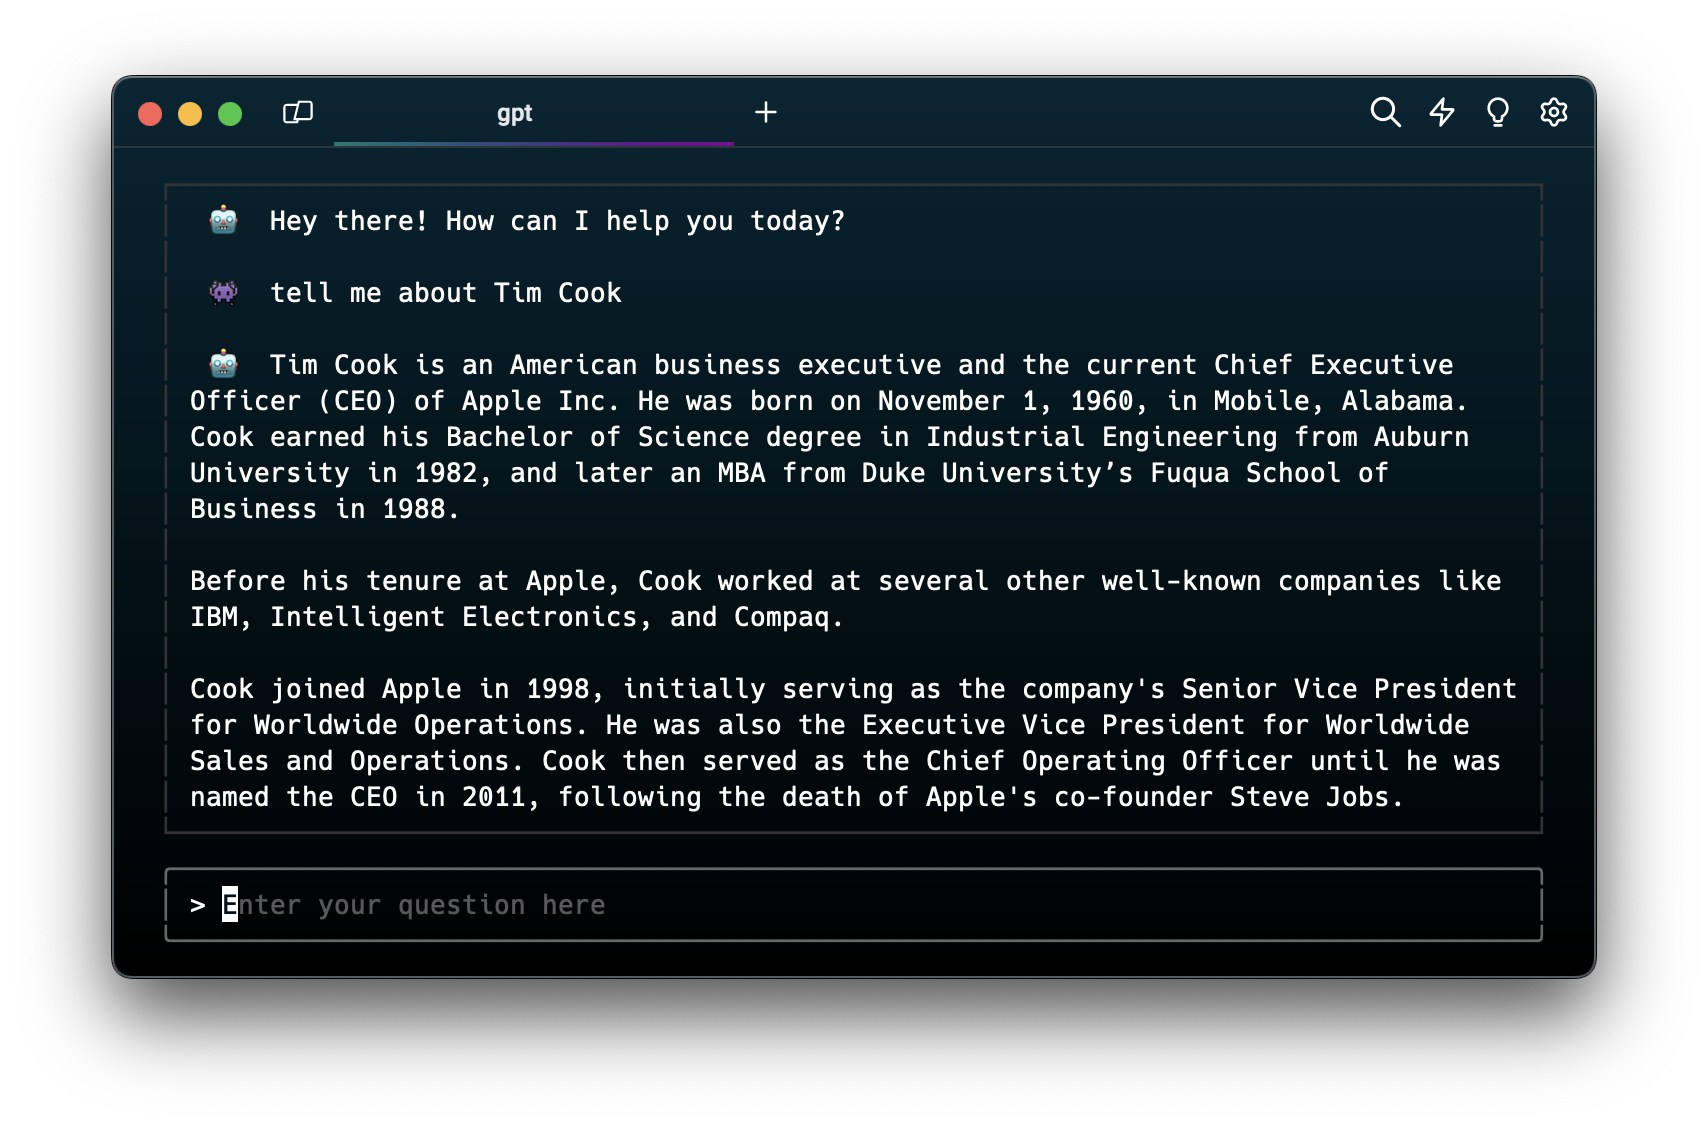 gpt
🤖 Hey there! How can I help you today?
👾 tell me about Tim Cook
🤖 Tim Cook is an American business executive and the current Chief Executive
Officer (CEO) of Apple Inc. He was born on November 1, 1960, in Mobile, Alabama.
Cook earned his Bachelor of Science degree in Industrial Engineering from Auburn
University in 1982, and later an MBA from Duke University’s Fuqua School of
Business in 1988.
Before his tenure at Apple, Cook worked at several other well-known companies like
IBM, Intelligent Electronics, and Compaq.
Cook joined Apple in 1998, initially serving as the company's Senior Vice President
for Worldwide Operations. He was also the Executive Vice President for Worldwide
Sales and Operations. Cook then served as the Chief Operating Officer until he was
named the CEO in 2011, following the death of Apple's co-founder Steve Jobs.
> Enter your question here